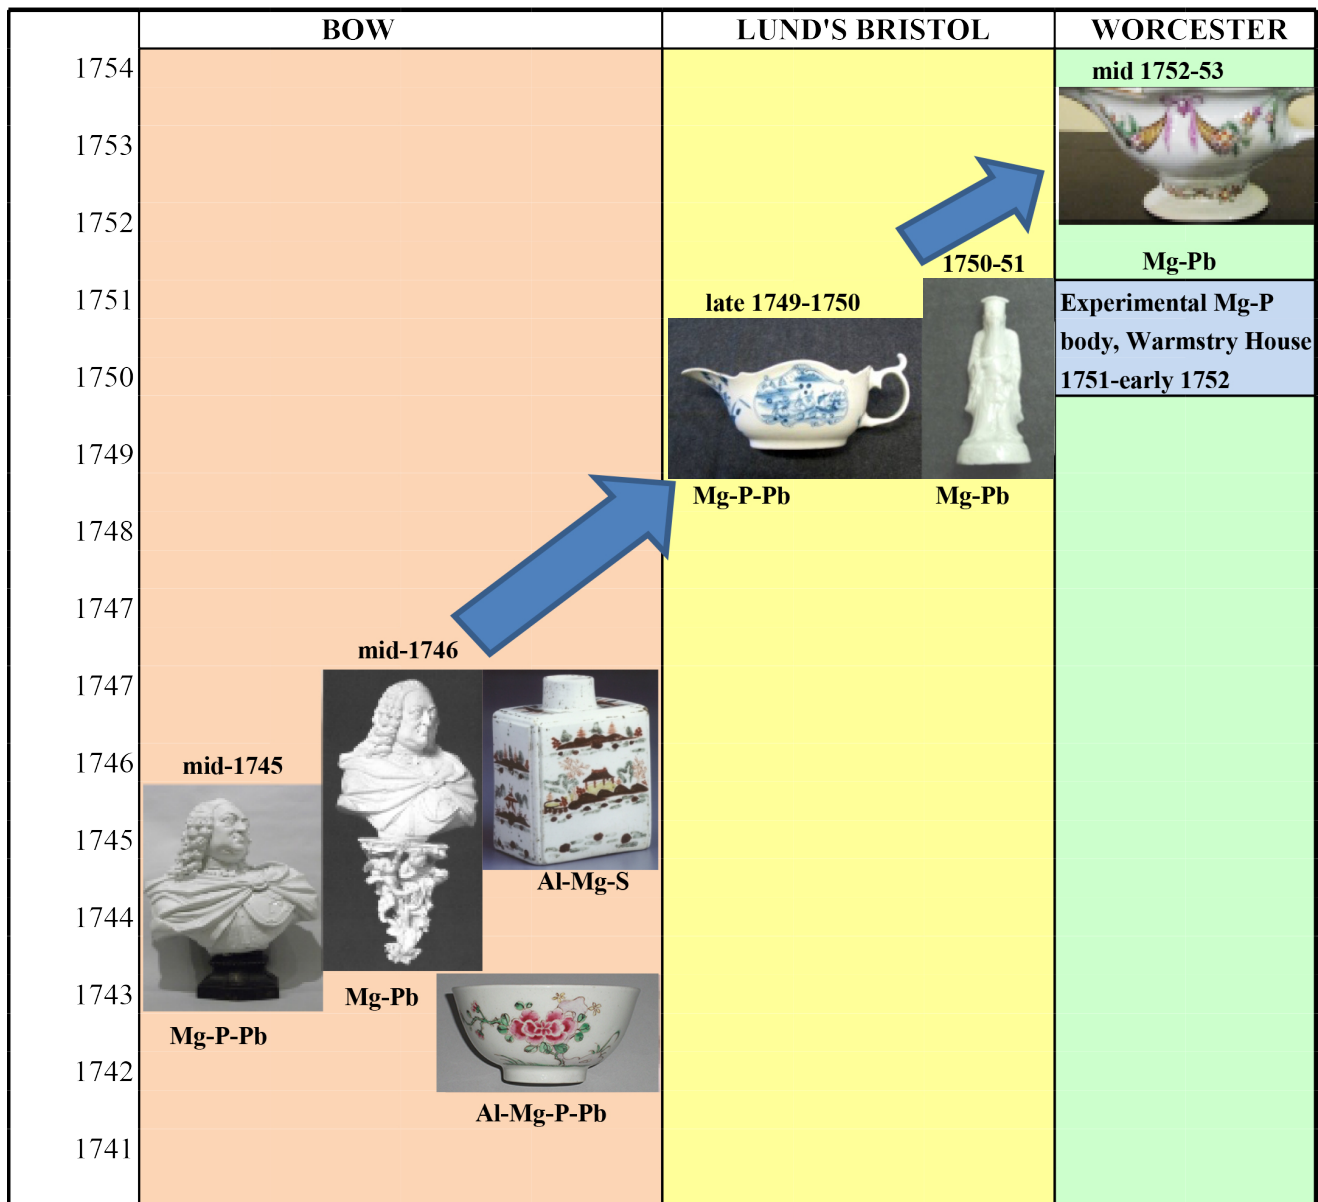 BOW
LUND'S BRISTOL
WORCESTER
1754
1753
1752
1751
1750
1749
1748
1747
1747
1746
1745
1744
1743
1742
1741
mid-1745
Mg-P-Pb
mid-1746
Mg-Pb
Al-Mg-S
Al-Mg-P-Pb
late 1749-1750
Mg-P-Pb
1750-51
Mg-Pb
mid 1752-53
Mg-Pb
Experimental Mg-P
body, Warmstry House
1751-early 1752